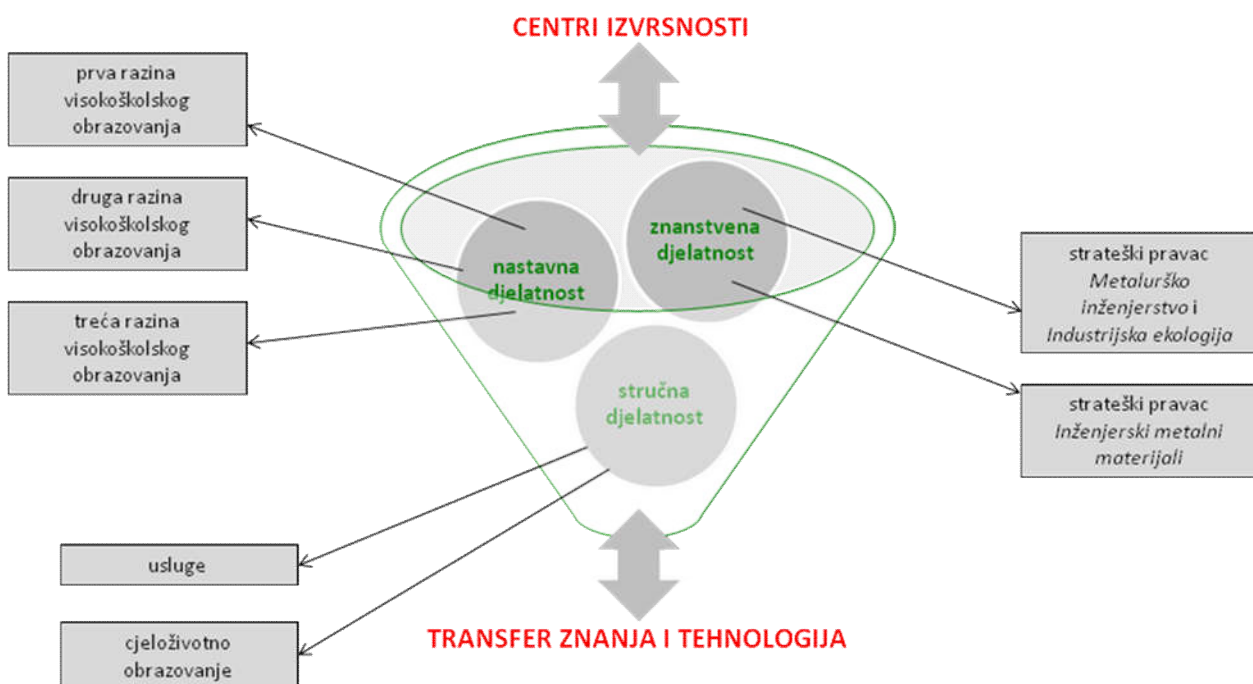 CENTRI IZVRSNOSTI
prva razina
visokoškolskog
obrazovanja
druga razina
visokoškolskog
obrazovanja
treća razina
visokoškolskog
obrazovanja
nastavna
djelatnost
znanstvena
djelatnost
stručna
djelatnost
strateški pravac
Metalurško
inženjerstvo i
Industrijska ekologija
strateški pravac
Inženjerski metalni
materijali
usluge
cjeloživotno
obrazovanje
TRANSFER ZNANJA I TEHNOLOGIJA